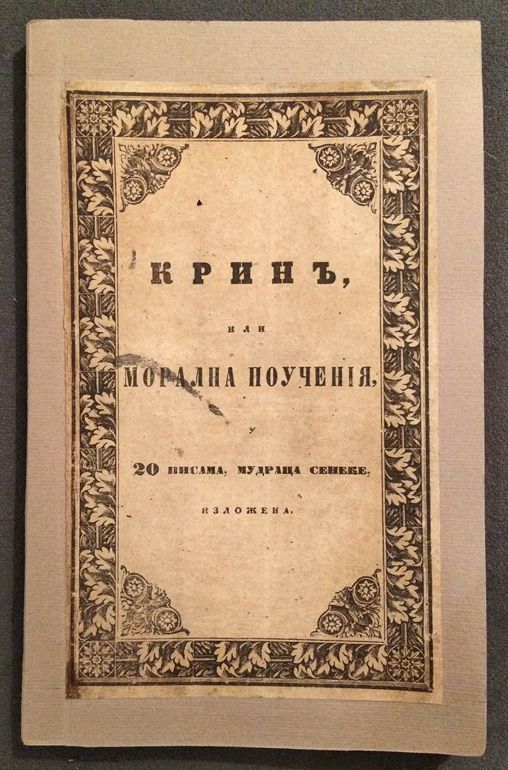 КРИНЪ,
или
МОРАЛНА ПОУЧЕНІЯ,
у
20 писама, мудраца Сенеке,
изложена.